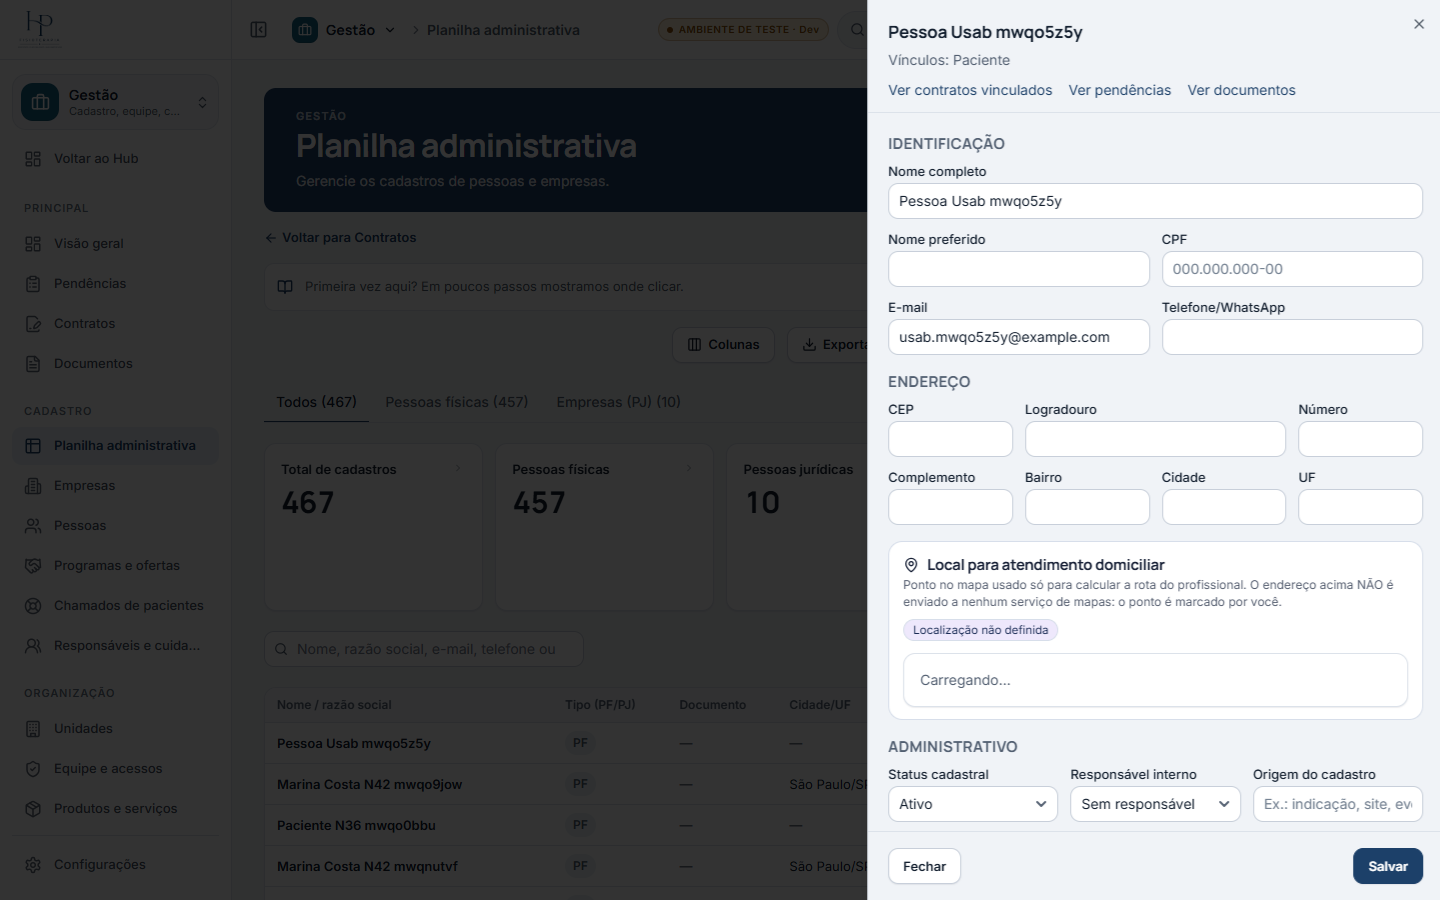 HP
Gestão
Cadastro, equipe, c...
Voltar ao Hub
PRINCIPAL
Visão geral
Pendências
Contratos
Documentos
CADASTRO
Planilha administrativa
Empresas
Pessoas
Programas e ofertas
Chamados de pacientes
Responsáveis e cuida...
ORGANIZAÇÃO
Unidades
Equipe e acessos
Produtos e serviços
Configurações
Gestão
Planilha administrativa
AMBIENTE DE TESTE · Dev
GESTÃO
Planilha administrativa
Gerencie os cadastros de pessoas e empresas.
Voltar para Contratos
Primeira vez aqui? Em poucos passos mostramos onde clicar.
Colunas
Exporta
Todos (467)
Pessoas físicas (457)
Empresas (PJ) (10)
Total de cadastros
467
Pessoas físicas
457
Pessoas jurídicas
10
Nome, razão social, e-mail, telefone ou
Nome / razão social
Tipo (PF/PJ)
Documento
Cidade/UF
Pessoa Usab mwqo5z5y
PF
—
—
Marina Costa N42 mwqo9jow
PF
—
São Paulo/SP
Paciente N36 mwqo0bbu
PF
—
—
Marina Costa N42 mwqnutvf
PF
—
São Paulo/SP
Pessoa Usab mwqo5z5y
Vínculos: Paciente
Ver contratos vinculados
Ver pendências
Ver documentos
IDENTIFICAÇÃO
Nome completo
Pessoa Usab mwqo5z5y
Nome preferido
CPF
000.000.000-00
E-mail
Telefone/WhatsApp
usab.mwqo5z5y@example.com
ENDEREÇO
CEP
Logradouro
Número
Complemento
Bairro
Cidade
UF
Local para atendimento domiciliar
Ponto no mapa usado só para calcular a rota do profissional. O endereço acima NÃO é
enviado a nenhum serviço de mapas: o ponto é marcado por você.
Localização não definida
Carregando...
ADMINISTRATIVO
Status cadastral
Responsável interno
Origem do cadastro
Ativo
Sem responsável
Ex.: indicação, site, eve
Fechar
Salvar